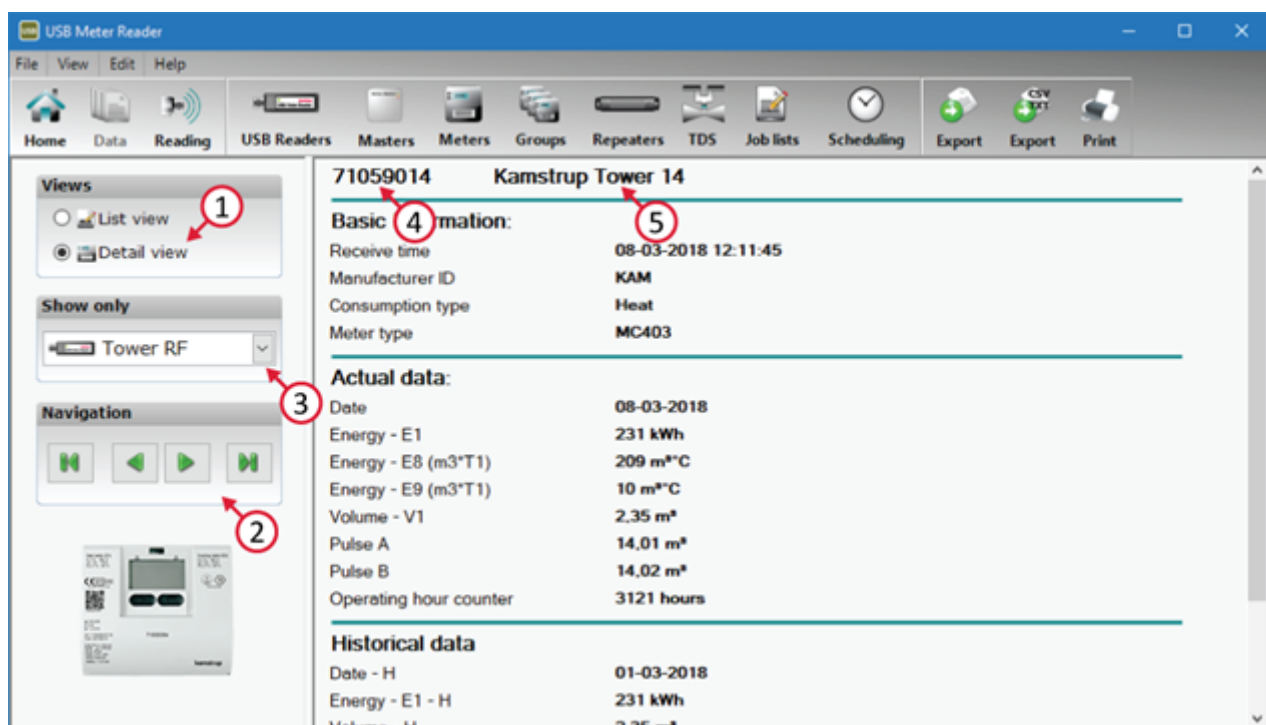 USB Meter Reader
File View Edit Help
CSV
TXT
Home Data Reading USB Readers Masters Meters Groups Repeaters TDS Job lists Scheduling Export Export Print
Views
1
List view
Detail view
Show only
Tower RF
3
Navigation
2
kamstrup
71059014 Kamstrup Tower 14
4
5
Basic mation:
Receive time 08-03-2018 12:11:45
Manufacturer ID KAM
Consumption type Heat
Meter type MC403
Actual data:
Date 08-03-2018
Energy - E1 231 kWh
Energy - E8 (m3*T1) 209 m³°C
Energy - E9 (m3*T1) 10 m³°C
Volume - V1 2,35 m³
Pulse A 14,01 m³
Pulse B 14,02 m³
Operating hour counter 3121 hours
Historical data
Date - H 01-03-2018
Energy - E1 - H 231 kWh